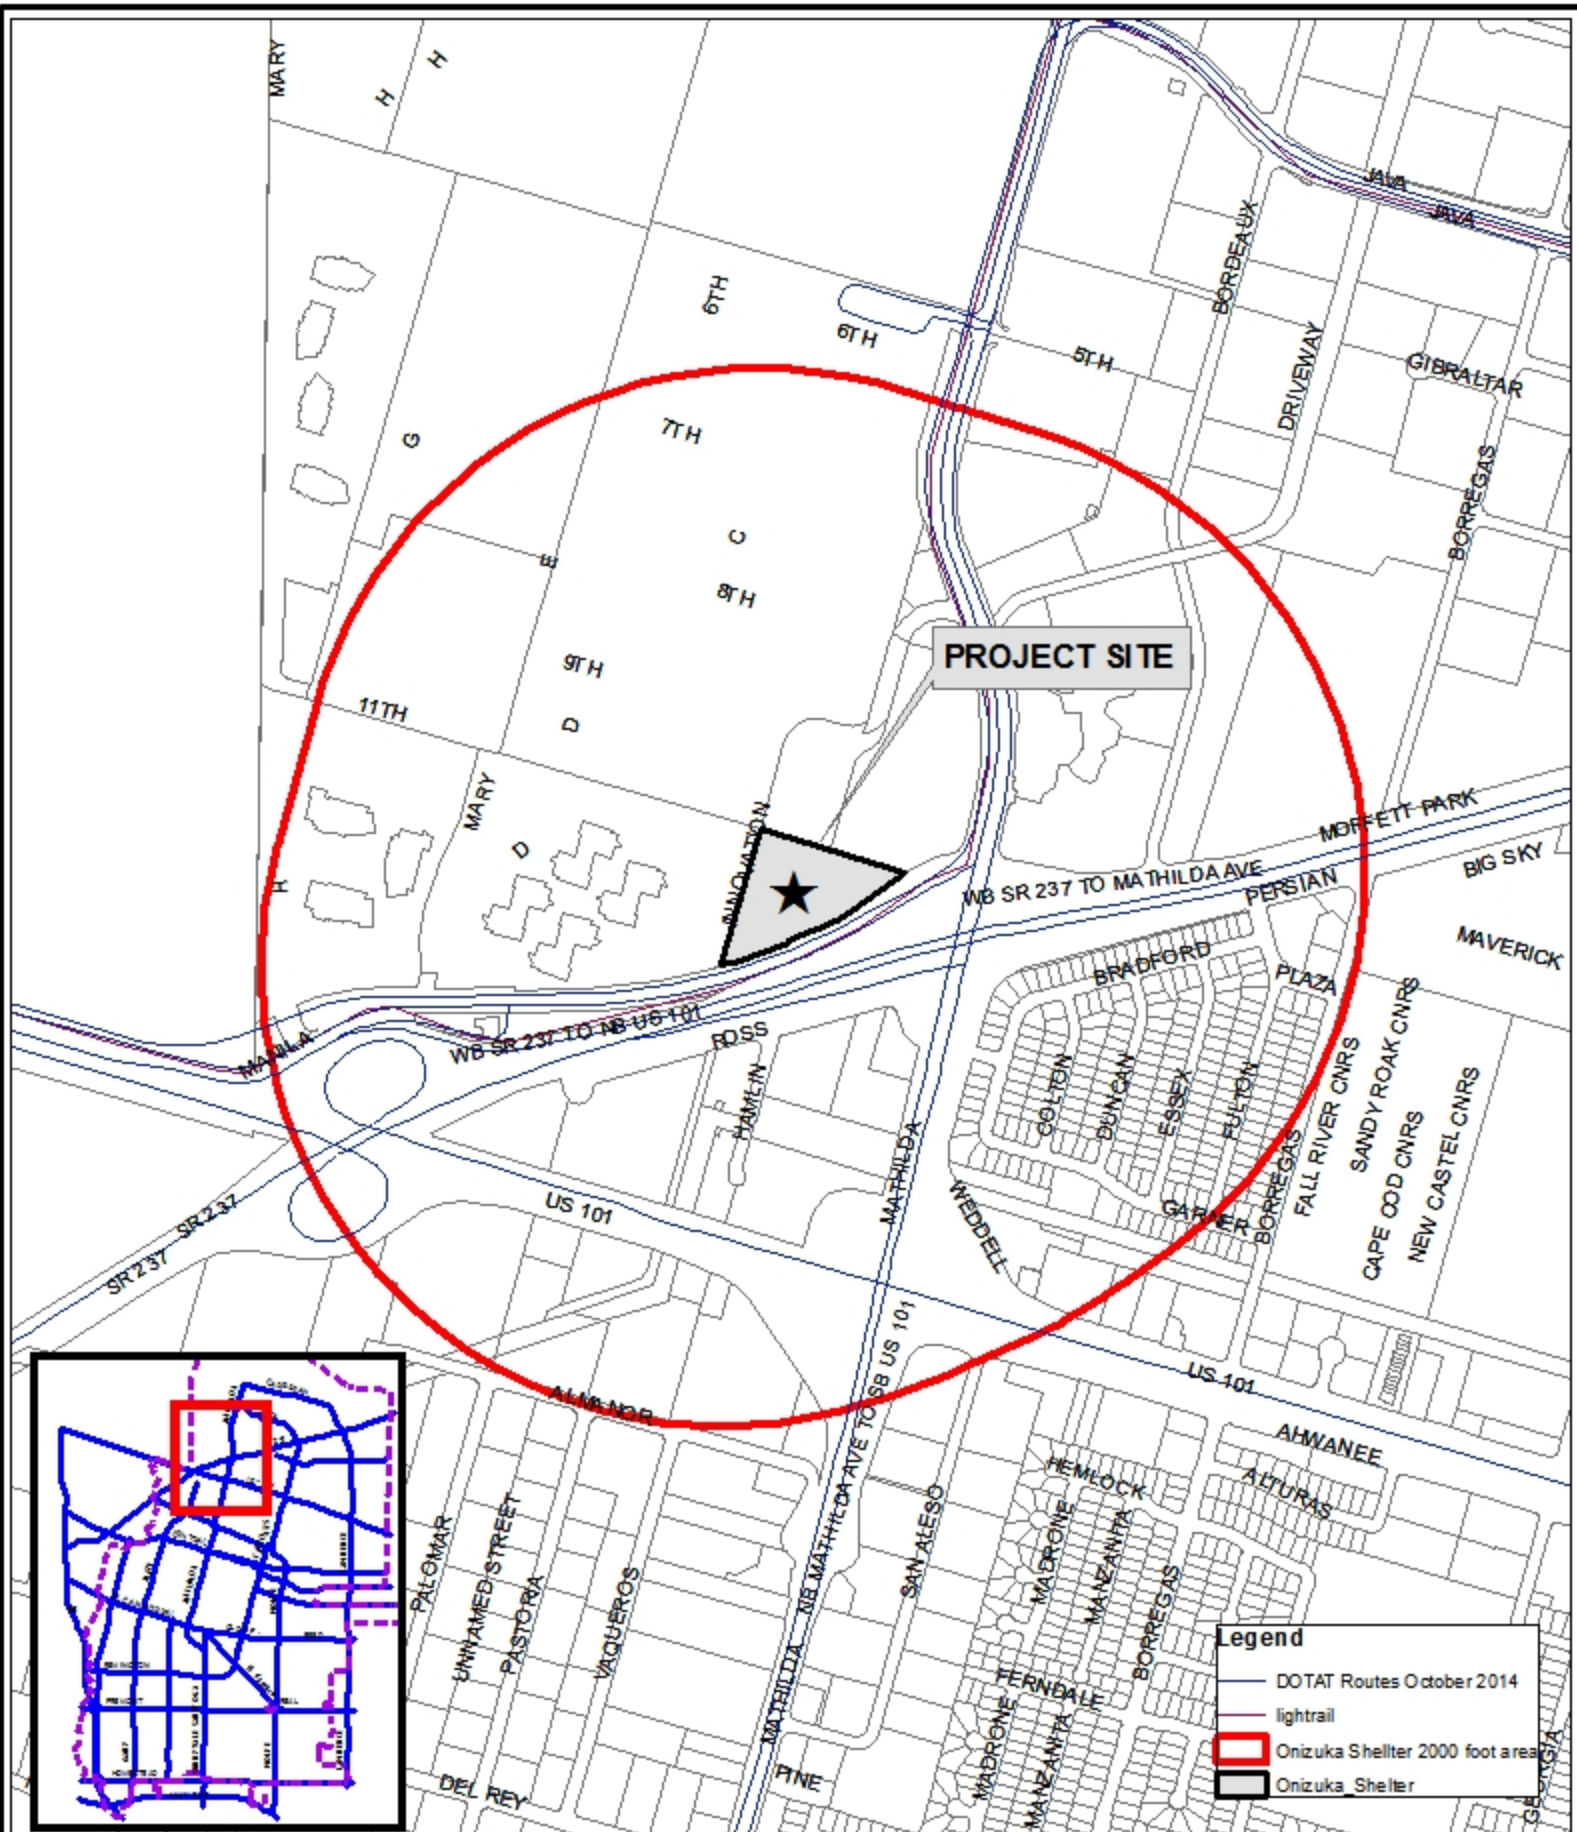 MARY
H
H
JAVA
JAVA
BORDEAUX
6TH
6TH
5TH
DRIVEWAY
GIBRALTAR
G
7TH
BORREGAS
C
E
8TH
PROJECT SITE
9TH
11TH
D
MARY
INNOVATION
MOFFETT PARK
D
BIG SKY
H
WB SR 237 TO MATHILDA AVE
PERSIAN
MAVERICK
BRADFORD
PLAZA
WB SR 237 TO NB US 101
ROSS
MANILA
HAMLIN
COLTON
DUNCAN
ESSEX
FULTON
FALL RIVER CNRS
SANDY ROAK CNRS
CAPE COD CNRS
NEW CASTEL CNRS
MATHILDA
BORREGAS
WEDDELL
GARNER
US 101
SR 237
SR 237
US 101
ALMANOR
NB MATHILDA AVE TO SB US 101
AHWANEE
HEMLOCK
ALTURAS
PALOMAR
UNNAMED STREET
PASTORIA
VAQUEROS
SAN ALESO
MADRONE
MANZANITA
BORREGAS
MATHILDA
FERNDALE
MADRONE
MANZANITA
PINE
DEL REY
GEORGIA
Legend
DOTAT Routes October 2014
lightrail
Onizuka Shellter 2000 foot area
Onizuka_Shelter